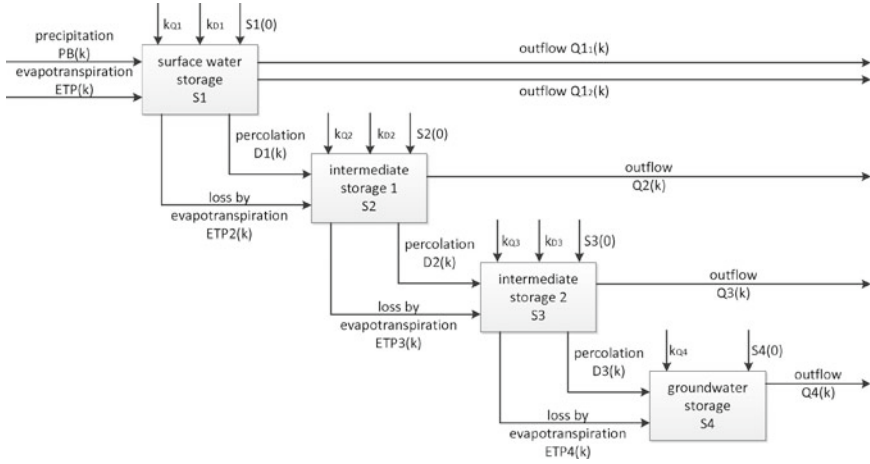 kQ1
kD1
S1(0)
precipitation
PB(k)
evapotranspiration
ETP(k)
surface water
storage
S1
outflow Q1₁(k)
outflow Q1₂(k)
percolation
D1(k)
kQ2
kD2
S2(0)
loss by
evapotranspiration
ETP2(k)
intermediate
storage 1
S2
outflow
Q2(k)
percolation
D2(k)
kQ3
kD3
S3(0)
loss by
evapotranspiration
ETP3(k)
intermediate
storage 2
S3
outflow
Q3(k)
percolation
D3(k)
kQ4
S4(0)
loss by
evapotranspiration
ETP4(k)
groundwater
storage
S4
outflow
Q4(k)